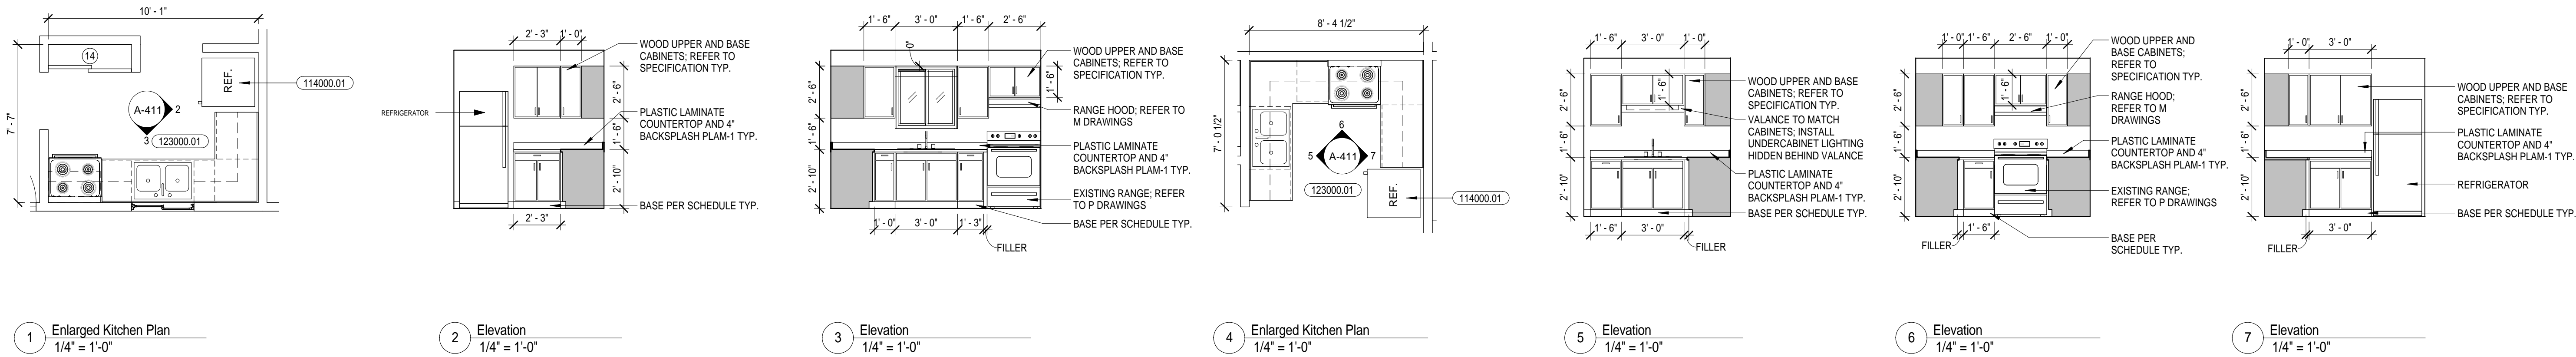 10' - 1"
7' - 7"
14
REF.
114000.01
A-411
2
3
123000.01
1
Enlarged Kitchen Plan
1/4" = 1'-0"
2' - 3"
1' - 0"
WOOD UPPER AND BASE
CABINETS; REFER TO
SPECIFICATION TYP.
2' - 6"
REFRIGERATOR
PLASTIC LAMINATE
COUNTERTOP AND 4"
BACKSPLASH PLAM-1 TYP.
1' - 6"
2' - 10"
BASE PER SCHEDULE TYP.
2' - 3"
2
Elevation
1/4" = 1'-0"
1' - 6"
3' - 0"
1' - 6"
2' - 6"
WOOD UPPER AND BASE
CABINETS; REFER TO
SPECIFICATION TYP.
1' - 6"
2' - 6"
RANGE HOOD; REFER TO
M DRAWINGS
1' - 6"
PLASTIC LAMINATE
COUNTERTOP AND 4"
BACKSPLASH PLAM-1 TYP.
2' - 10"
EXISTING RANGE; REFER
TO P DRAWINGS
BASE PER SCHEDULE TYP.
1' - 0"
3' - 0"
1' - 3"
FILLER
3
Elevation
1/4" = 1'-0"
8' - 4 1/2"
7' - 0 1/2"
6
5
A-411
7
123000.01
REF.
114000.01
4
Enlarged Kitchen Plan
1/4" = 1'-0"
1' - 6"
3' - 0"
1' - 0"
2' - 6"
1' - 6"
WOOD UPPER AND BASE
CABINETS; REFER TO
SPECIFICATION TYP.
VALANCE TO MATCH
CABINETS; INSTALL
UNDERCABINET LIGHTING
HIDDEN BEHIND VALANCE
1' - 6"
PLASTIC LAMINATE
COUNTERTOP AND 4"
BACKSPLASH PLAM-1 TYP.
2' - 10"
BASE PER SCHEDULE TYP.
1' - 6"
3' - 0"
FILLER
5
Elevation
1/4" = 1'-0"
1' - 0"
1' - 6"
2' - 6"
1' - 0"
WOOD UPPER AND
BASE CABINETS;
REFER TO
SPECIFICATION TYP.
2' - 6"
1' - 6"
RANGE HOOD;
REFER TO M
DRAWINGS
1' - 6"
PLASTIC LAMINATE
COUNTERTOP AND 4"
BACKSPLASH PLAM-1 TYP.
2' - 10"
EXISTING RANGE;
REFER TO P DRAWINGS
1' - 6"
FILLER
BASE PER
SCHEDULE TYP.
6
Elevation
1/4" = 1'-0"
1' - 0"
3' - 0"
2' - 6"
WOOD UPPER AND BASE
CABINETS; REFER TO
SPECIFICATION TYP.
1' - 6"
PLASTIC LAMINATE
COUNTERTOP AND 4"
BACKSPLASH PLAM-1 TYP.
2' - 10"
REFRIGERATOR
BASE PER SCHEDULE TYP.
3' - 0"
FILLER
7
Elevation
1/4" = 1'-0"